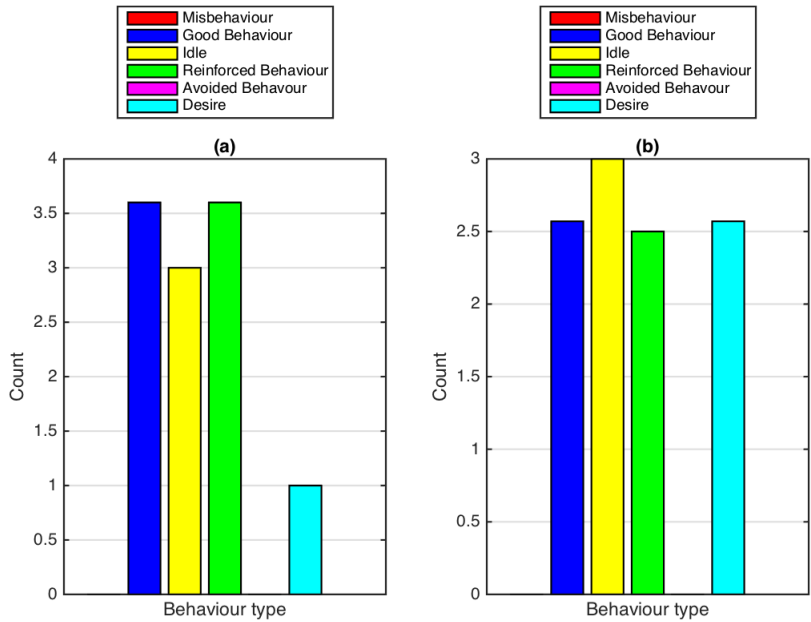 Misbehaviour
Good Behaviour
Idle
Reinforced Behaviour
Avoided Behavour
Desire
(a)
4
3.5
3
2.5
2
1.5
1
0.5
0
Count
Behaviour type
Misbehaviour
Good Behaviour
Idle
Reinforced Behaviour
Avoided Behavour
Desire
(b)
3
2.5
2
1.5
1
0.5
0
Count
Behaviour type